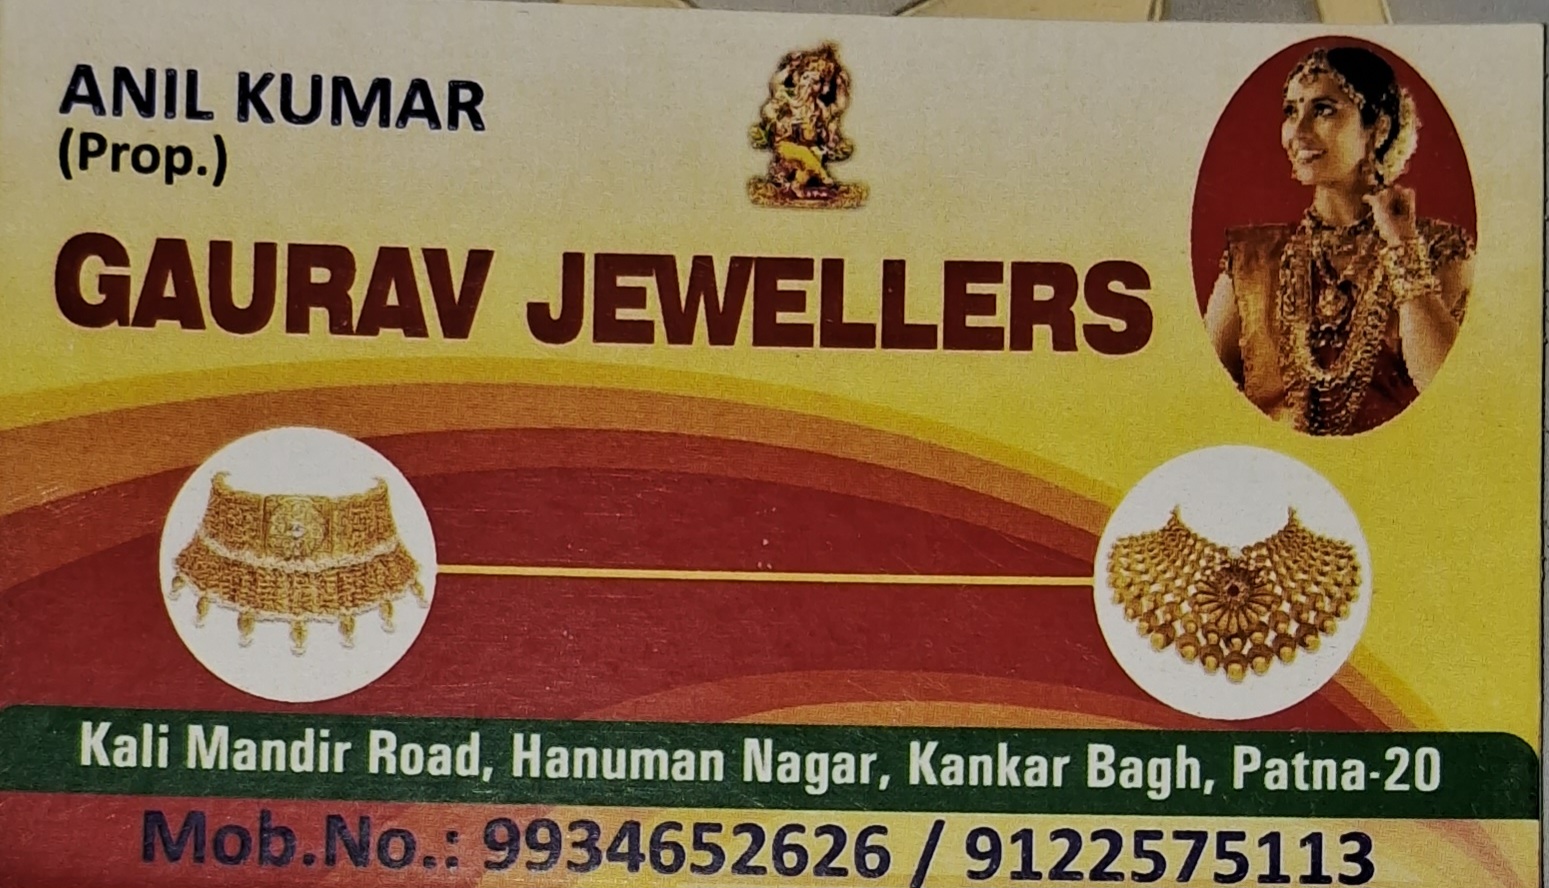 ANIL KUMAR
(Prop.)
GAURAV JEWELLERS
Kali Mandir Road, Hanuman Nagar, Kankar Bagh, Patna-20
Mob.No.: 9934652626 / 9122575113